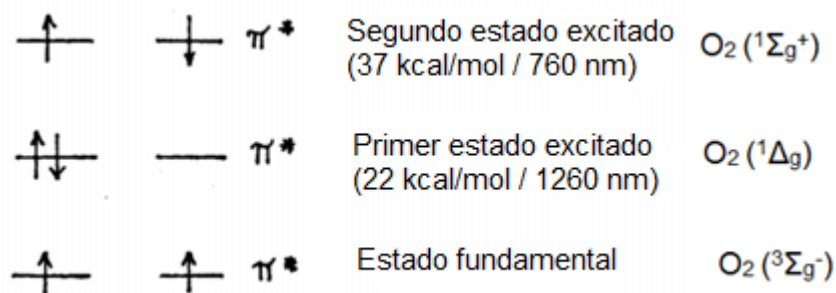 π* Segundo estado excitado O₂ (¹Σg⁺)
(37 kcal/mol / 760 nm)
π* Primer estado excitado O₂ (¹Δg)
(22 kcal/mol / 1260 nm)
π* Estado fundamental O₂ (³Σg⁻)